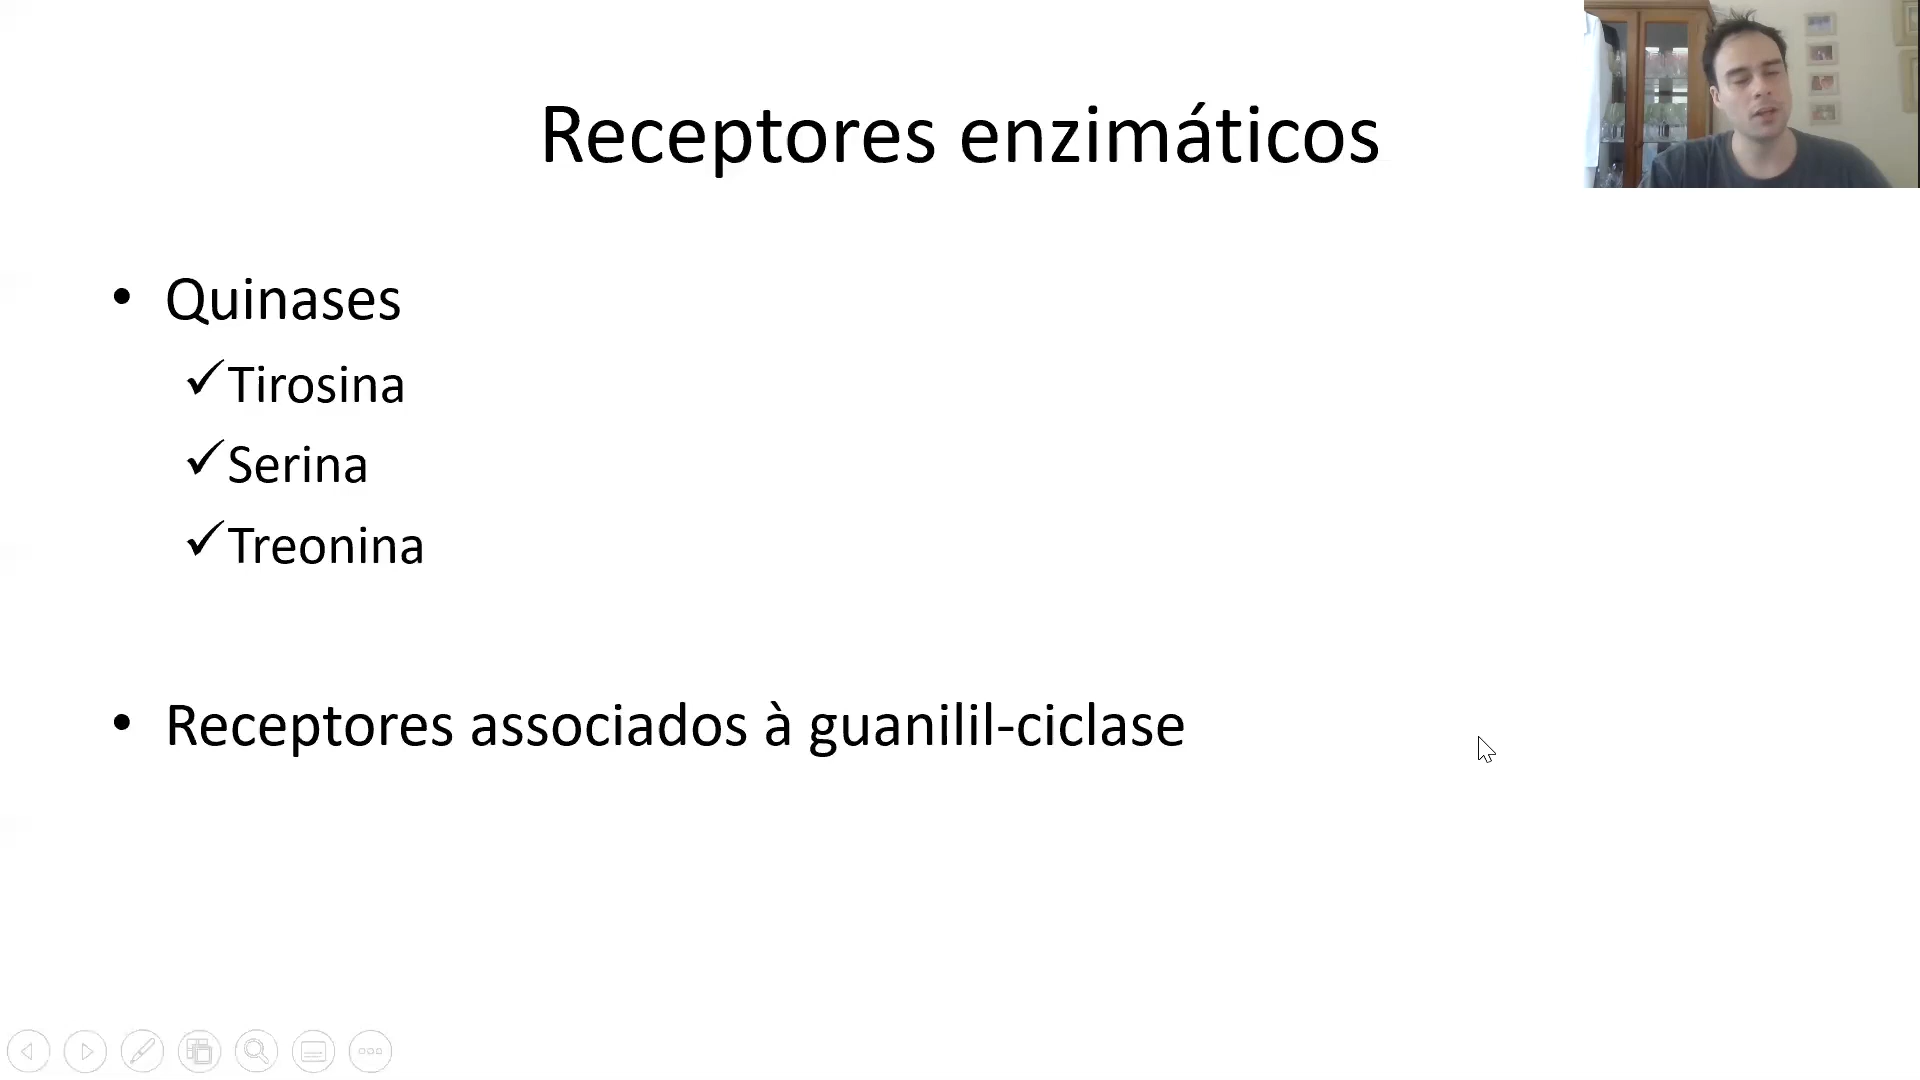 Receptores enzimáticos
• Quinases
✓Tirosina
✓Serina
✓Treonina
• Receptores associados à guanilil-ciclase